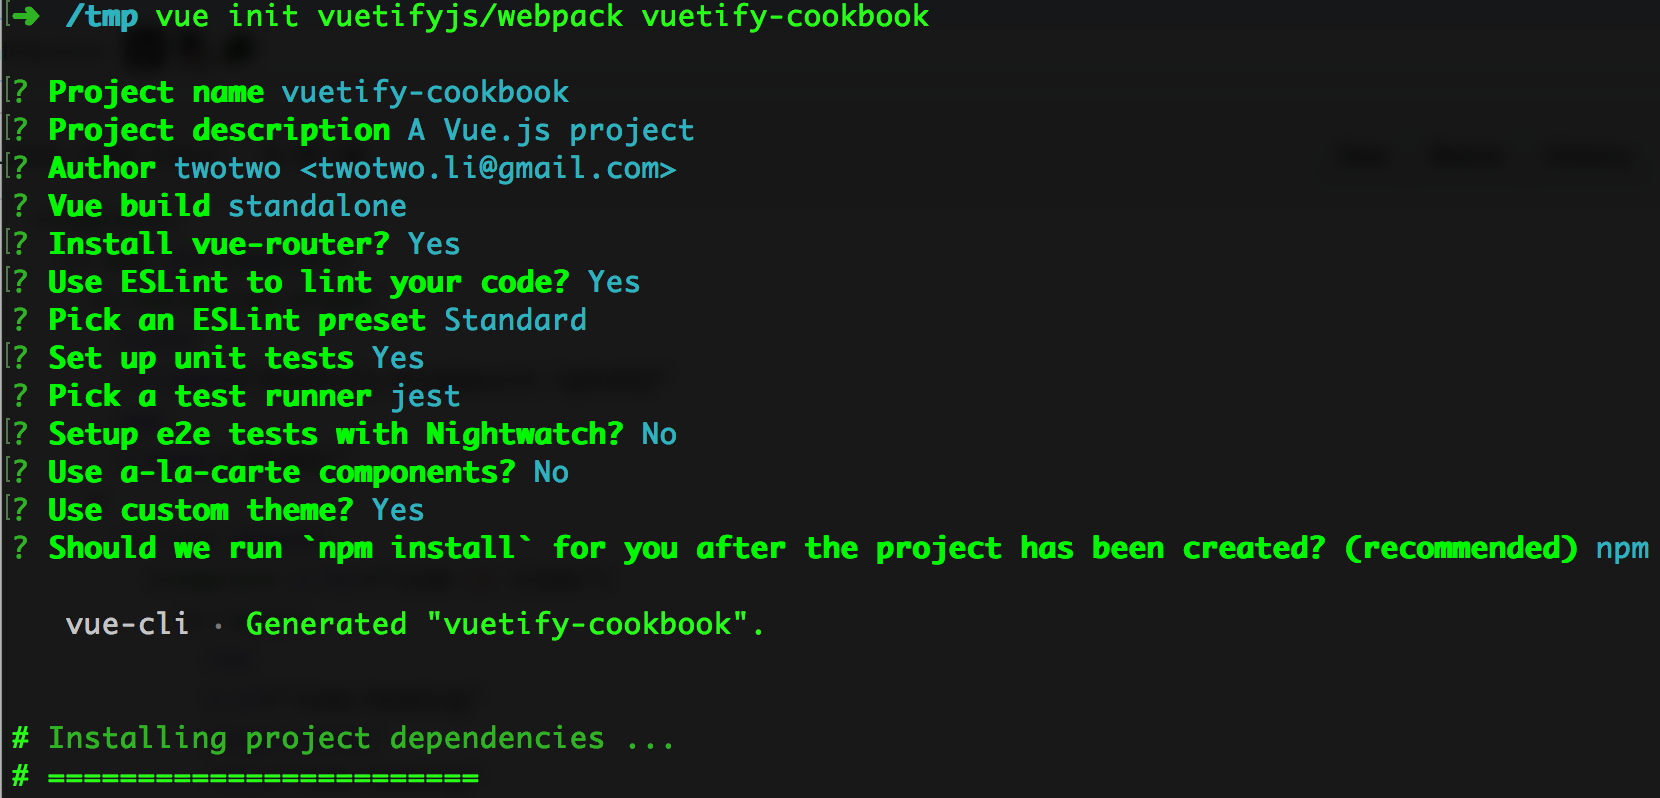 ➜ /tmp vue init vuetifyjs/webpack vuetify-cookbook
[? Project name vuetify-cookbook
[? Project description A Vue.js project
[? Author twotwo <twotwo.li@gmail.com>
? Vue build standalone
[? Install vue-router? Yes
[? Use ESLint to lint your code? Yes
? Pick an ESLint preset Standard
[? Set up unit tests Yes
? Pick a test runner jest
[? Setup e2e tests with Nightwatch? No
[? Use a-la-carte components? No
[? Use custom theme? Yes
? Should we run `npm install` for you after the project has been created? (recommended) npm
vue-cli · Generated "vuetify-cookbook".
# Installing project dependencies ...
# ========================